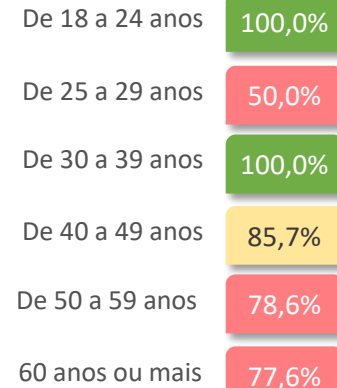 De 18 a 24 anos 100,0%
De 25 a 29 anos 50,0%
De 30 a 39 anos 100,0%
De 40 a 49 anos 85,7%
De 50 a 59 anos 78,6%
60 anos ou mais 77,6%